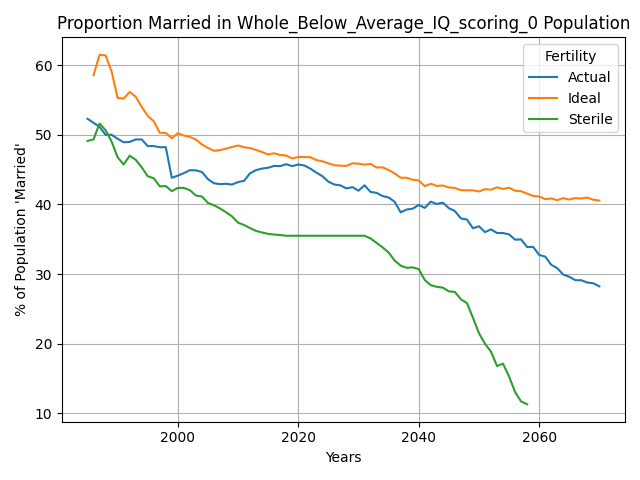 Proportion Married in Whole_Below_Average_IQ_scoring_0 Population
% of Population 'Married'
60
50
40
30
20
10
Fertility
Actual
Ideal
Sterile
2000 2020 2040 2060
Years